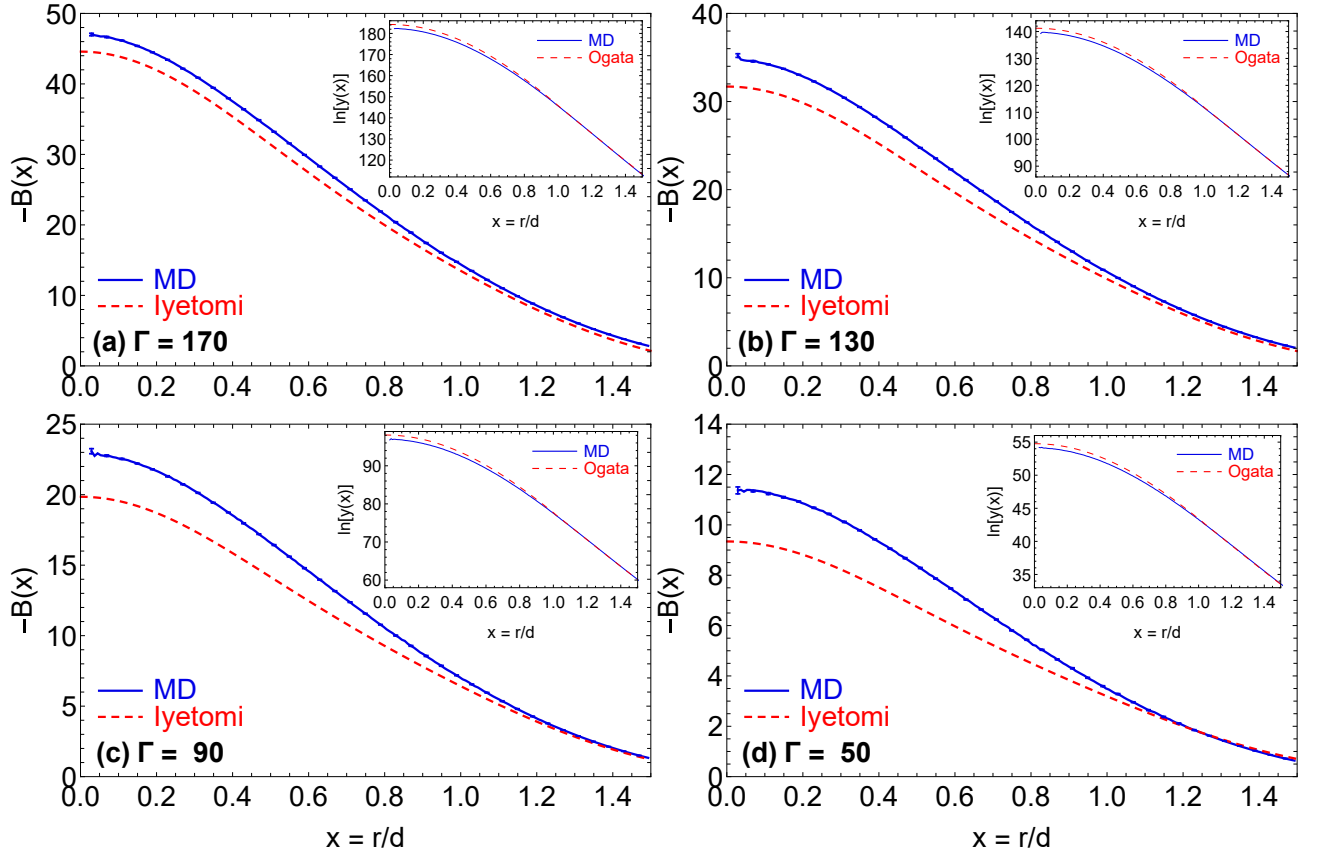 50
40
30
20
10
0
−B(x)
0.0 0.2 0.4 0.6 0.8 1.0 1.2 1.4
MD
Iyetomi
(a) Γ = 170
180
170
160
150
140
130
120
ln[y(x)]
0.0 0.2 0.4 0.6 0.8 1.0 1.2 1.4
x = r/d
MD
Ogata
40
30
20
10
0
−B(x)
0.0 0.2 0.4 0.6 0.8 1.0 1.2 1.4
MD
Iyetomi
(b) Γ = 130
140
130
120
110
100
90
ln[y(x)]
0.0 0.2 0.4 0.6 0.8 1.0 1.2 1.4
x = r/d
MD
Ogata
25
20
15
10
5
0
−B(x)
0.0 0.2 0.4 0.6 0.8 1.0 1.2 1.4
x = r/d
MD
Iyetomi
(c) Γ = 90
90
80
70
60
ln[y(x)]
0.0 0.2 0.4 0.6 0.8 1.0 1.2 1.4
x = r/d
MD
Ogata
14
12
10
8
6
4
2
0
−B(x)
0.0 0.2 0.4 0.6 0.8 1.0 1.2 1.4
x = r/d
MD
Iyetomi
(d) Γ = 50
55
50
45
40
35
ln[y(x)]
0.0 0.2 0.4 0.6 0.8 1.0 1.2 1.4
x = r/d
MD
Ogata